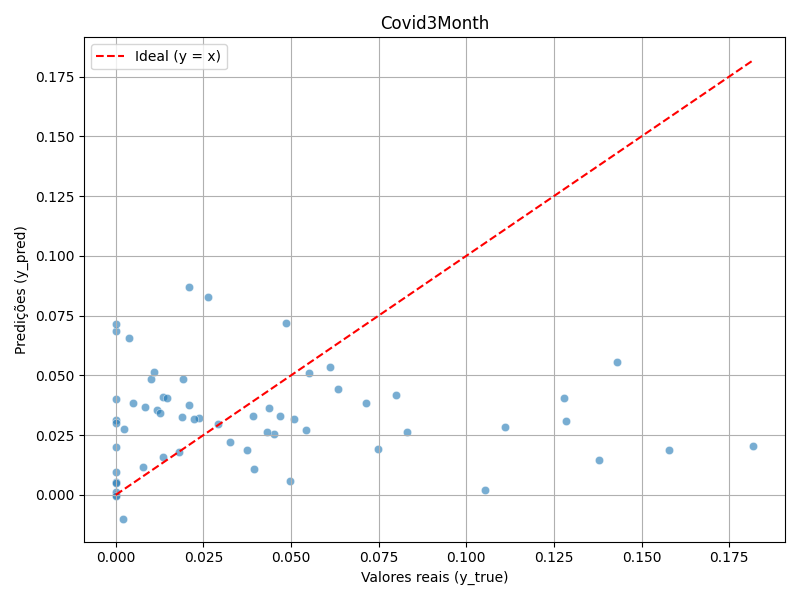 Covid3Month
Ideal (y = x)
Predições (y_pred)
0.175
0.150
0.125
0.100
0.075
0.050
0.025
0.000
0.000 0.025 0.050 0.075 0.100 0.125 0.150 0.175
Valores reais (y_true)